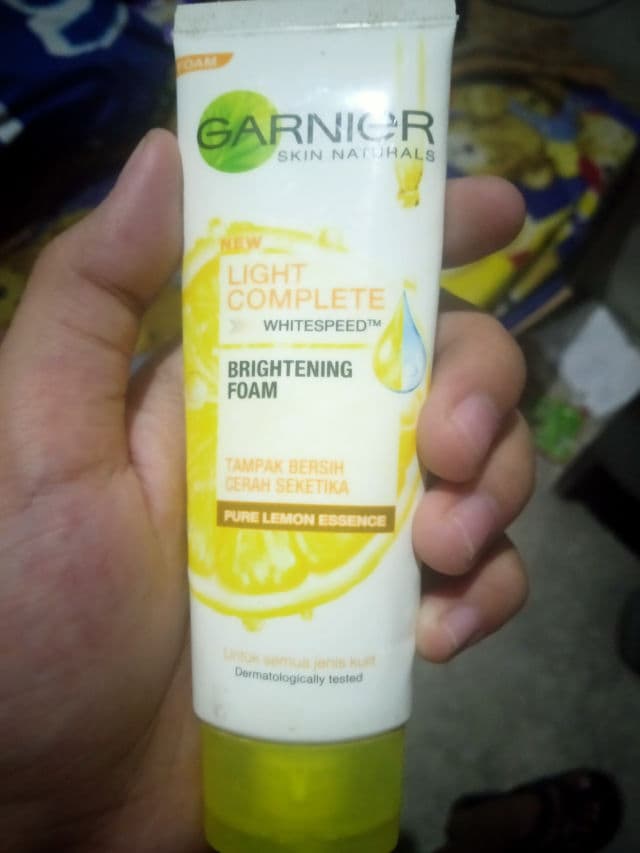 FOAM
GARNIER
SKIN NATURALS
NEW
LIGHT
COMPLETE
WHITESPEED™
BRIGHTENING
FOAM
TAMPAK BERSIH
CERAH SEKETIKA
PURE LEMON ESSENCE
Untuk semua jenis kulit
Dermatologically tested